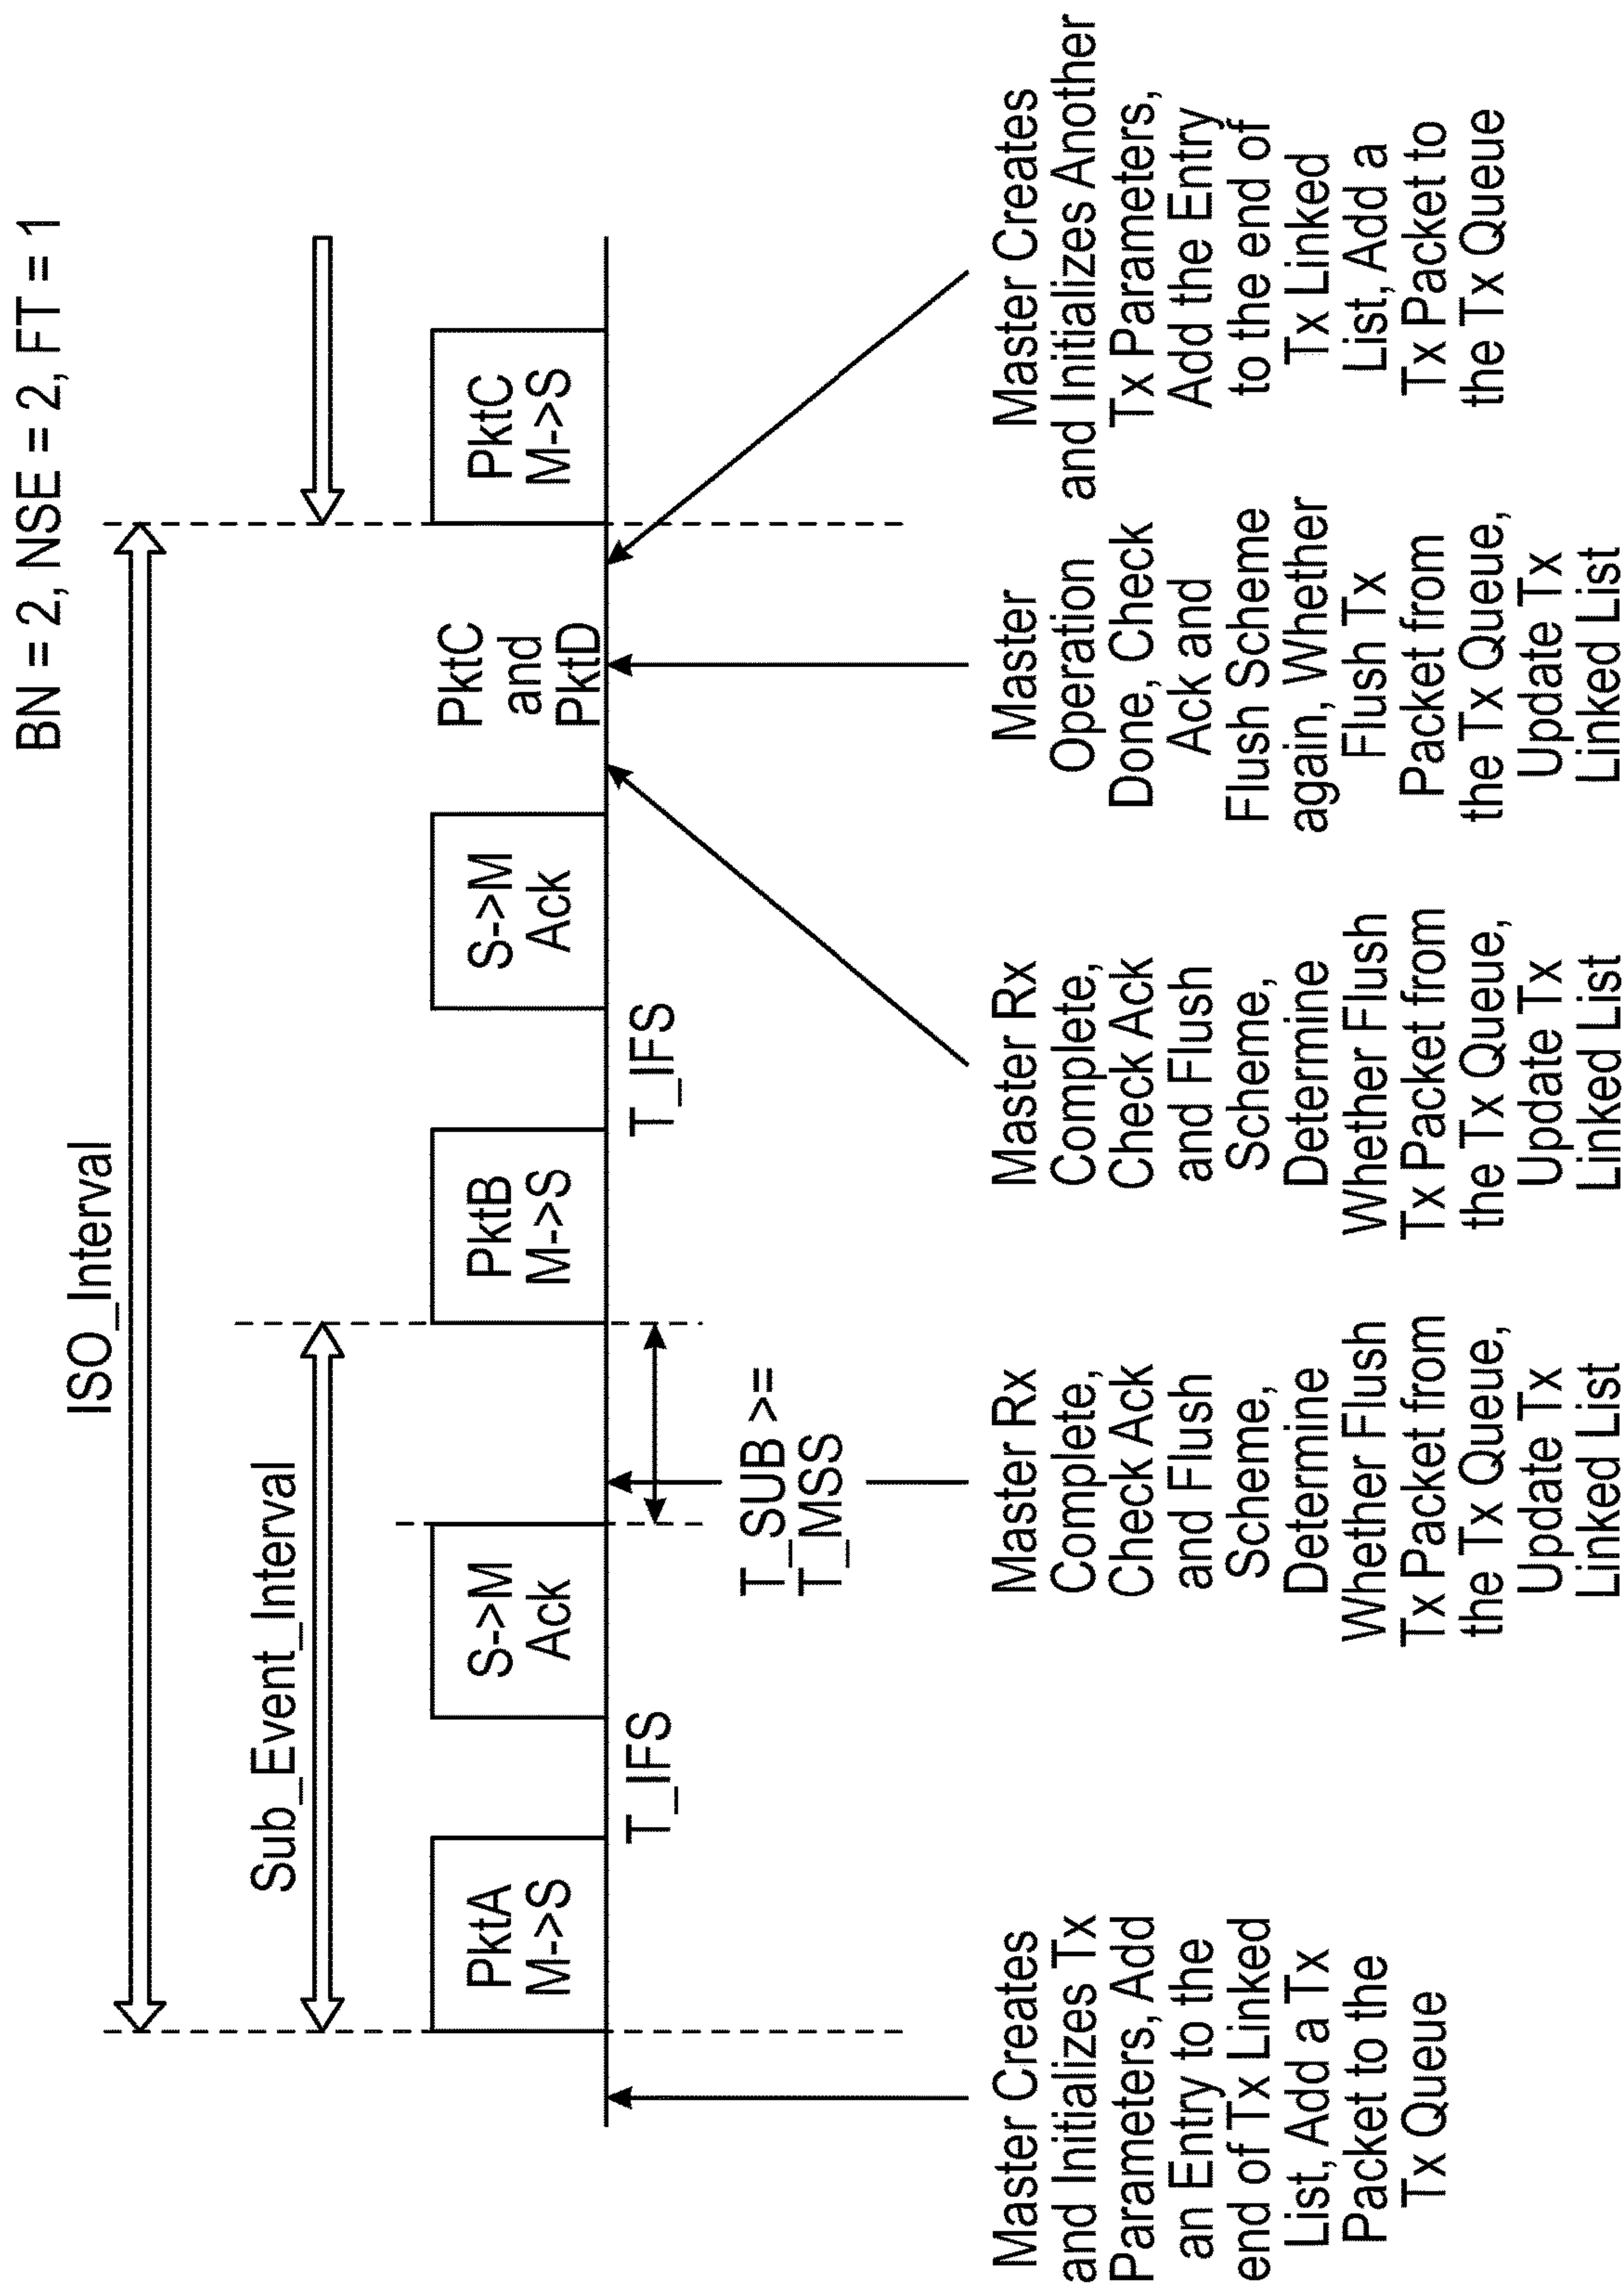 BN = 2, NSE = 2, FT = 1
ISO_Interval
Sub_Event_Interval
PktA
M->S
S->M
Ack
PktB
M->S
S->M
Ack
PktC
and
PktD
PktC
M->S
T_IFS
T_IFS
T_SUB >=
T_MSS
Master Creates
and Initializes Tx
Parameters, Add
an Entry to the
end of Tx Linked
List, Add a Tx
Packet to the
Tx Queue
Master Rx
Complete,
Check Ack
and Flush
Scheme,
Determine
Whether Flush
Tx Packet from
the Tx Queue,
Update Tx
Linked List
Master Rx
Complete,
Check Ack
and Flush
Scheme,
Determine
Whether Flush
Tx Packet from
the Tx Queue,
Update Tx
Linked List
Master
Operation
Done, Check
Ack and
Flush Scheme
again, Whether
Flush Tx
Packet from
the Tx Queue,
Update Tx
Linked List
Master Creates
and Initializes Another
Tx Parameters,
Add the Entry
to the end of
Tx Linked
List, Add a
Tx Packet to
the Tx Queue